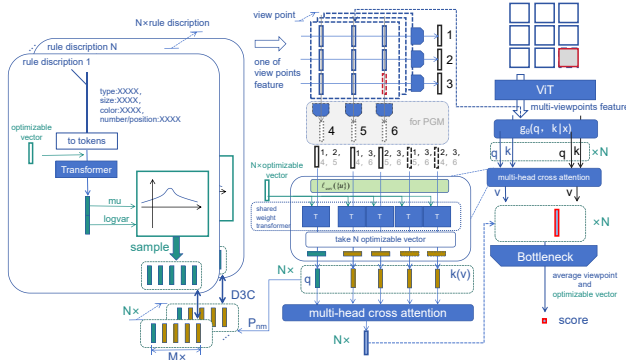 N×rule discription
rule discription N
rule discription 1
type:XXXX,
size:XXXX,
color:XXXX,
number/position:XXXX
optimizable
vector
to tokens
Transformer
mu
logvar
sample
D3C
N×
M×
P_nm
view point
one of
view points
feature
1
2
3
for PGM
4
5
6
1, 2,
4, 5
1, 3,
4, 6
2, 3,
5, 6
1, 3,
4, 6
2, 3,
5, 6
N×optimizable
vector
shared
weight
transformer
T
T
T
T
T
take N optimizable vector
N×
q
k(v)
multi-head cross attention
N×
ViT
multi-viewpoints feature
g_θ(q, k|x)
q
k
q
k
×N
multi-head cross attention
v
v
×N
Bottleneck
average viewpoint
and
optimizable vector
score